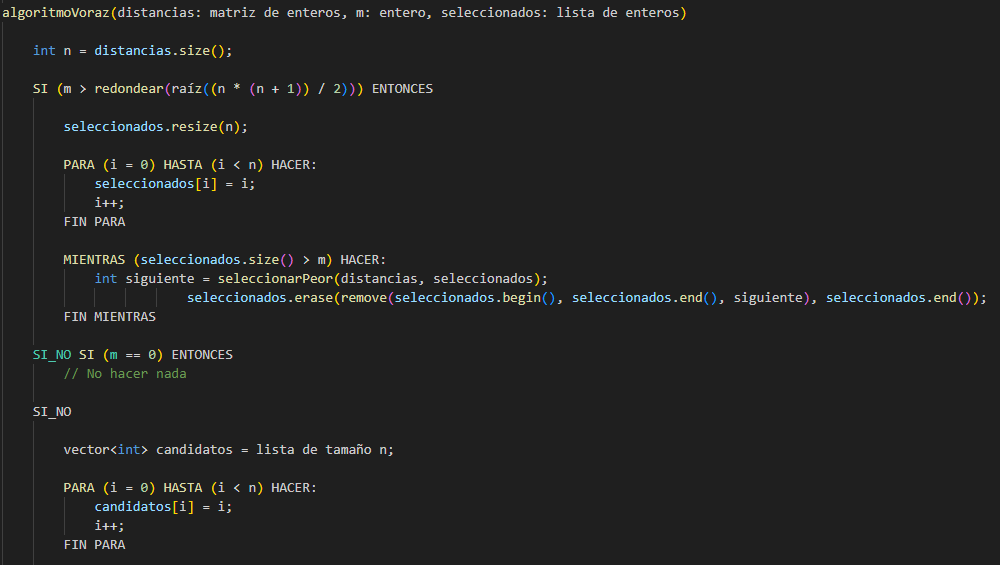 algoritmoVoraz(distancias: matriz de enteros, m: entero, seleccionados: lista de enteros)
int n = distancias.size();
SI (m > redondear(raíz((n * (n + 1)) / 2))) ENTONCES
seleccionados.resize(n);
PARA (i = 0) HASTA (i < n) HACER:
seleccionados[i] = i;
i++;
FIN PARA
MIENTRAS (seleccionados.size() > m) HACER:
int siguiente = seleccionarPeor(distancias, seleccionados);
seleccionados.erase(remove(seleccionados.begin(), seleccionados.end(), siguiente), seleccionados.end());
FIN MIENTRAS
SI_NO SI (m == 0) ENTONCES
// No hacer nada
SI_NO
vector<int> candidatos = lista de tamaño n;
PARA (i = 0) HASTA (i < n) HACER:
candidatos[i] = i;
i++;
FIN PARA